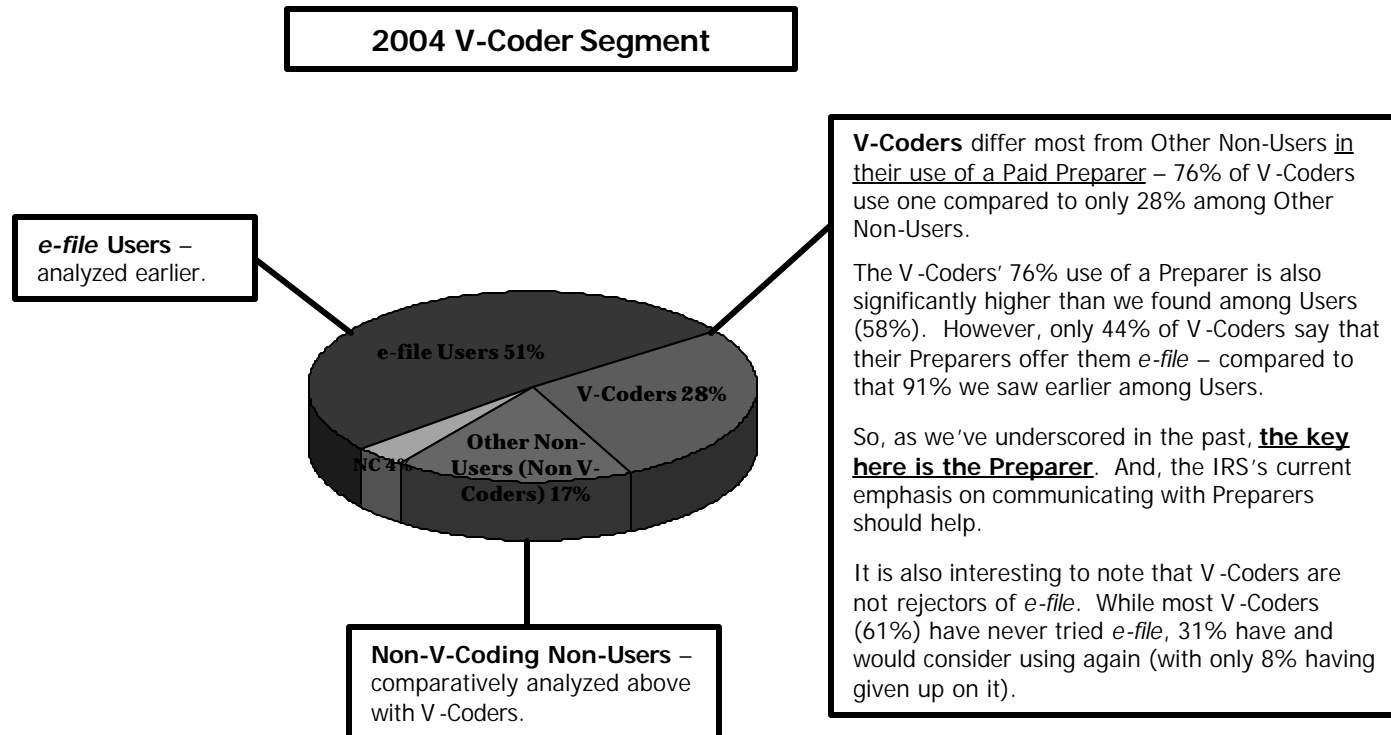 2004 V-Coder Segment
e-file Users –
analyzed earlier.
e-file Users 51%
V-Coders 28%
Other Non-
Users (Non V-
Coders) 17%
NC 4%
Non-V-Coding Non-Users –
comparatively analyzed above
with V-Coders.
V-Coders differ most from Other Non-Users in
their use of a Paid Preparer – 76% of V-Coders
use one compared to only 28% among Other
Non-Users.
The V-Coders' 76% use of a Preparer is also
significantly higher than we found among Users
(58%). However, only 44% of V-Coders say that
their Preparers offer them e-file – compared to
that 91% we saw earlier among Users.
So, as we've underscored in the past, the key
here is the Preparer. And, the IRS's current
emphasis on communicating with Preparers
should help.
It is also interesting to note that V-Coders are
not rejectors of e-file. While most V-Coders
(61%) have never tried e-file, 31% have and
would consider using again (with only 8% having
given up on it).